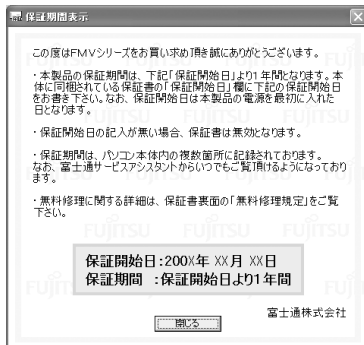 保証期間表示
この度はFMVシリーズをお買い求め頂き誠にありがとうございます。
・本製品の保証期間は、下記「保証開始日」より1年間となります。本
体に同梱されている保証書の「保証開始日」欄に下記の保証開始日
をお書き下さい。なお、保証開始日は本製品の電源を最初に入れた
日となります。
・保証開始日の記入が無い場合、保証書は無効となります。
・保証期間は、パソコン本体内の複数箇所に記録されております。
なお、富士通サービスアシスタントからいつでもご覧頂けるようになっており
ます。
・無料修理に関する詳細は、保証書裏面の「無料修理規定」をご覧
下さい。
保証開始日:200X年 XX月 XX日
保証期間 :保証開始日より1年間
富士通株式会社
閉じる